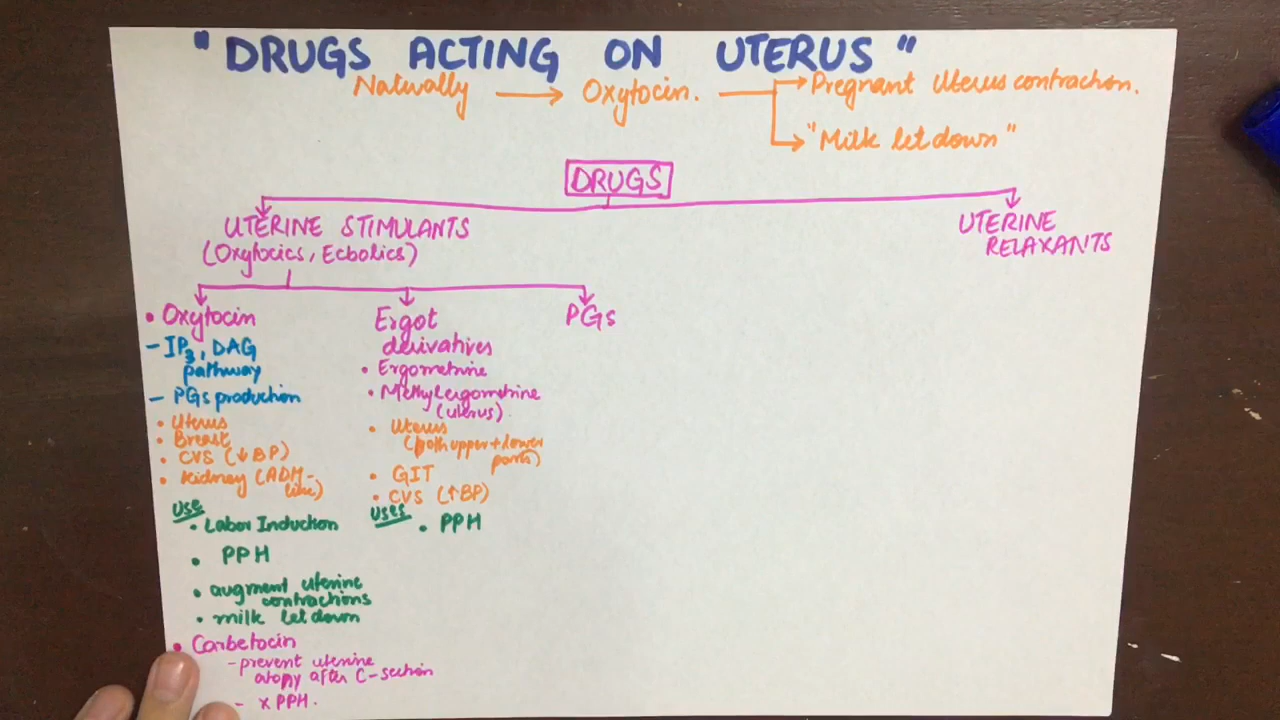 "DRUGS ACTING ON UTERUS"
Naturally → Oxytocin. → Pregnant Uterus contraction.
→ "Milk let down"
DRUGS
UTERINE STIMULANTS
(Oxytocics, Ecbolics)
UTERINE
RELAXANTS
• Oxytocin
- IP3, DAG
pathway
- PGs production
• Uterus
• Breast
• CVS (↓BP)
• Kidney (ADH-
like)
Use
• Labor Induction
• PPH
• augment uterine
contractions
• milk let down
• Carbetocin
- prevent uterine
atopy after C-section
- x PPH.
Ergot
derivatives
• Ergometrine
• Methylergometrine
(uterus)
• Uterus
(both upper + lower
parts)
• GIT
• CVS (↑BP)
Uses
• PPH
PGs